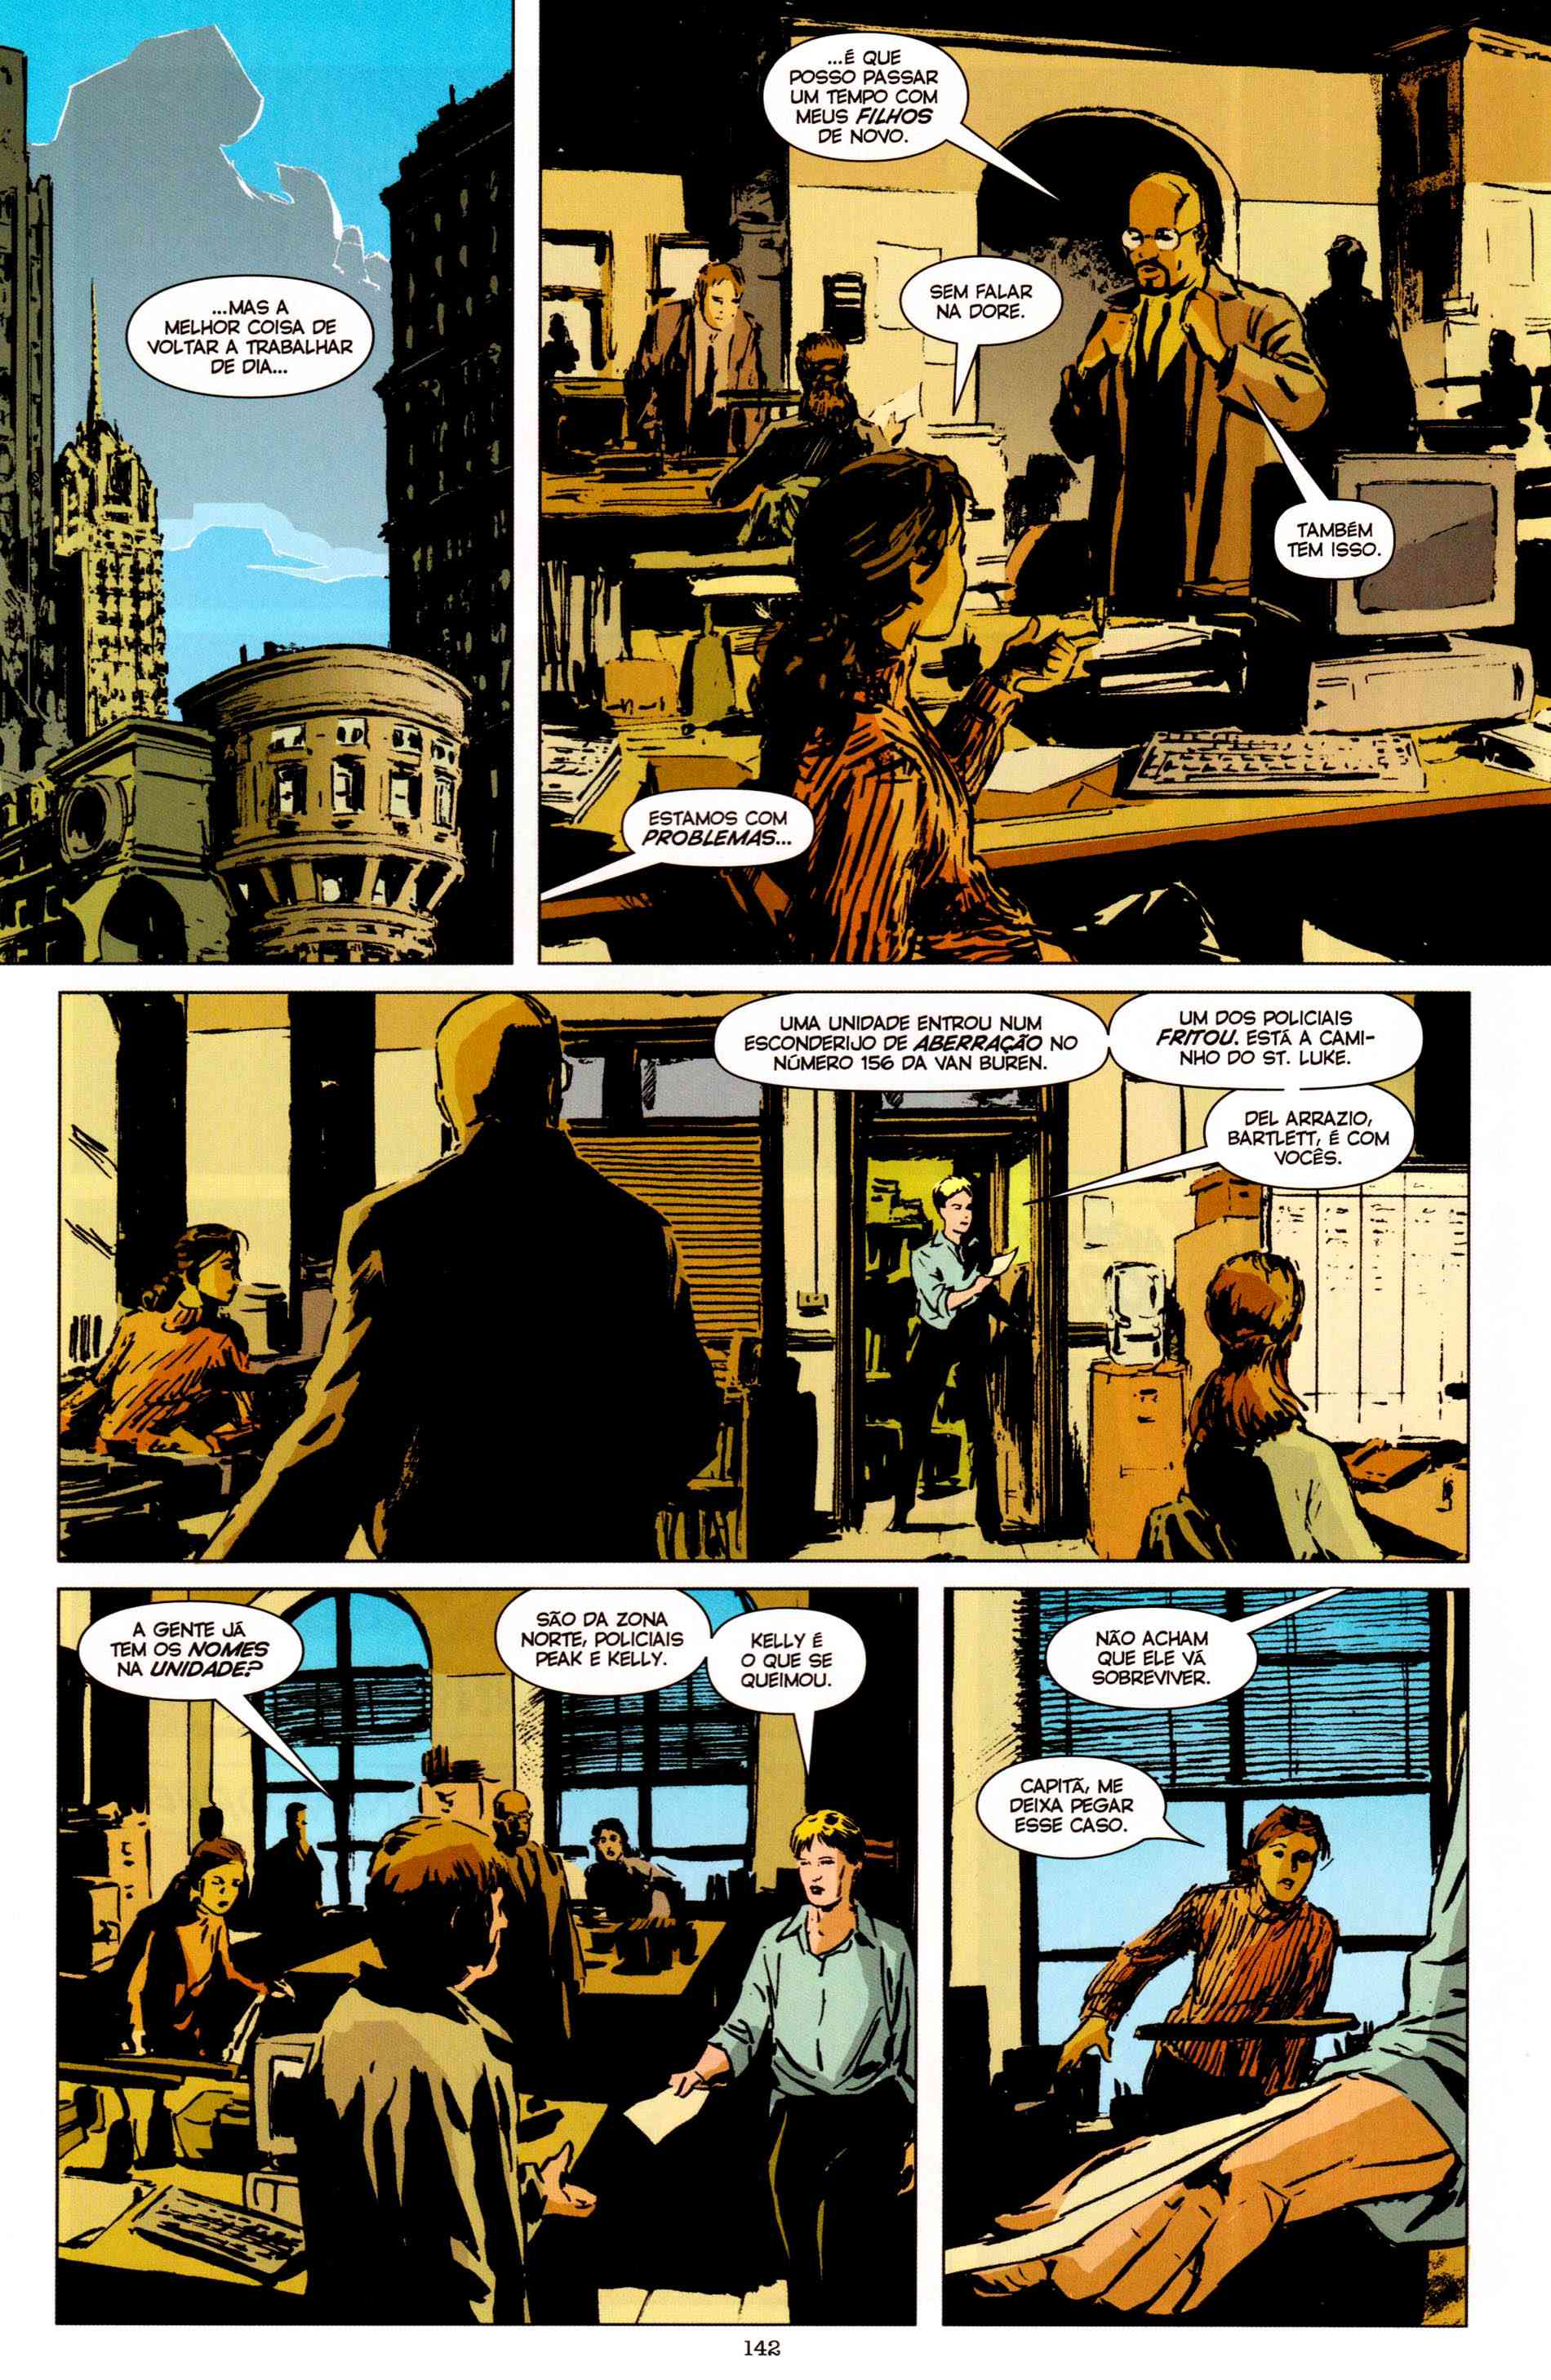 ...MAS A
MELHOR COISA DE
VOLTAR A TRABALHAR
DE DIA...
...É QUE
POSSO PASSAR
UM TEMPO COM
MEUS FILHOS
DE NOVO.
SEM FALAR
NA DORE.
TAMBÉM
TEM ISSO.
ESTAMOS COM
PROBLEMAS...
UMA UNIDADE ENTROU NUM
ESCONDERIJO DE ABERRAÇÃO NO
NÚMERO 156 DA VAN BUREN.
UM DOS POLICIAIS
FRITOU. ESTÁ A CAMI-
NHO DO ST. LUKE.
DEL ARRAZIO,
BARTLETT, É COM
VOCÊS.
A GENTE JÁ
TEM OS NOMES
NA UNIDADE?
SÃO DA ZONA
NORTE, POLICIAIS
PEAK E KELLY.
KELLY É
O QUE SE
QUEIMOU.
NÃO ACHAM
QUE ELE VÁ
SOBREVIVER.
CAPITÃ, ME
DEIXA PEGAR
ESSE CASO.
142